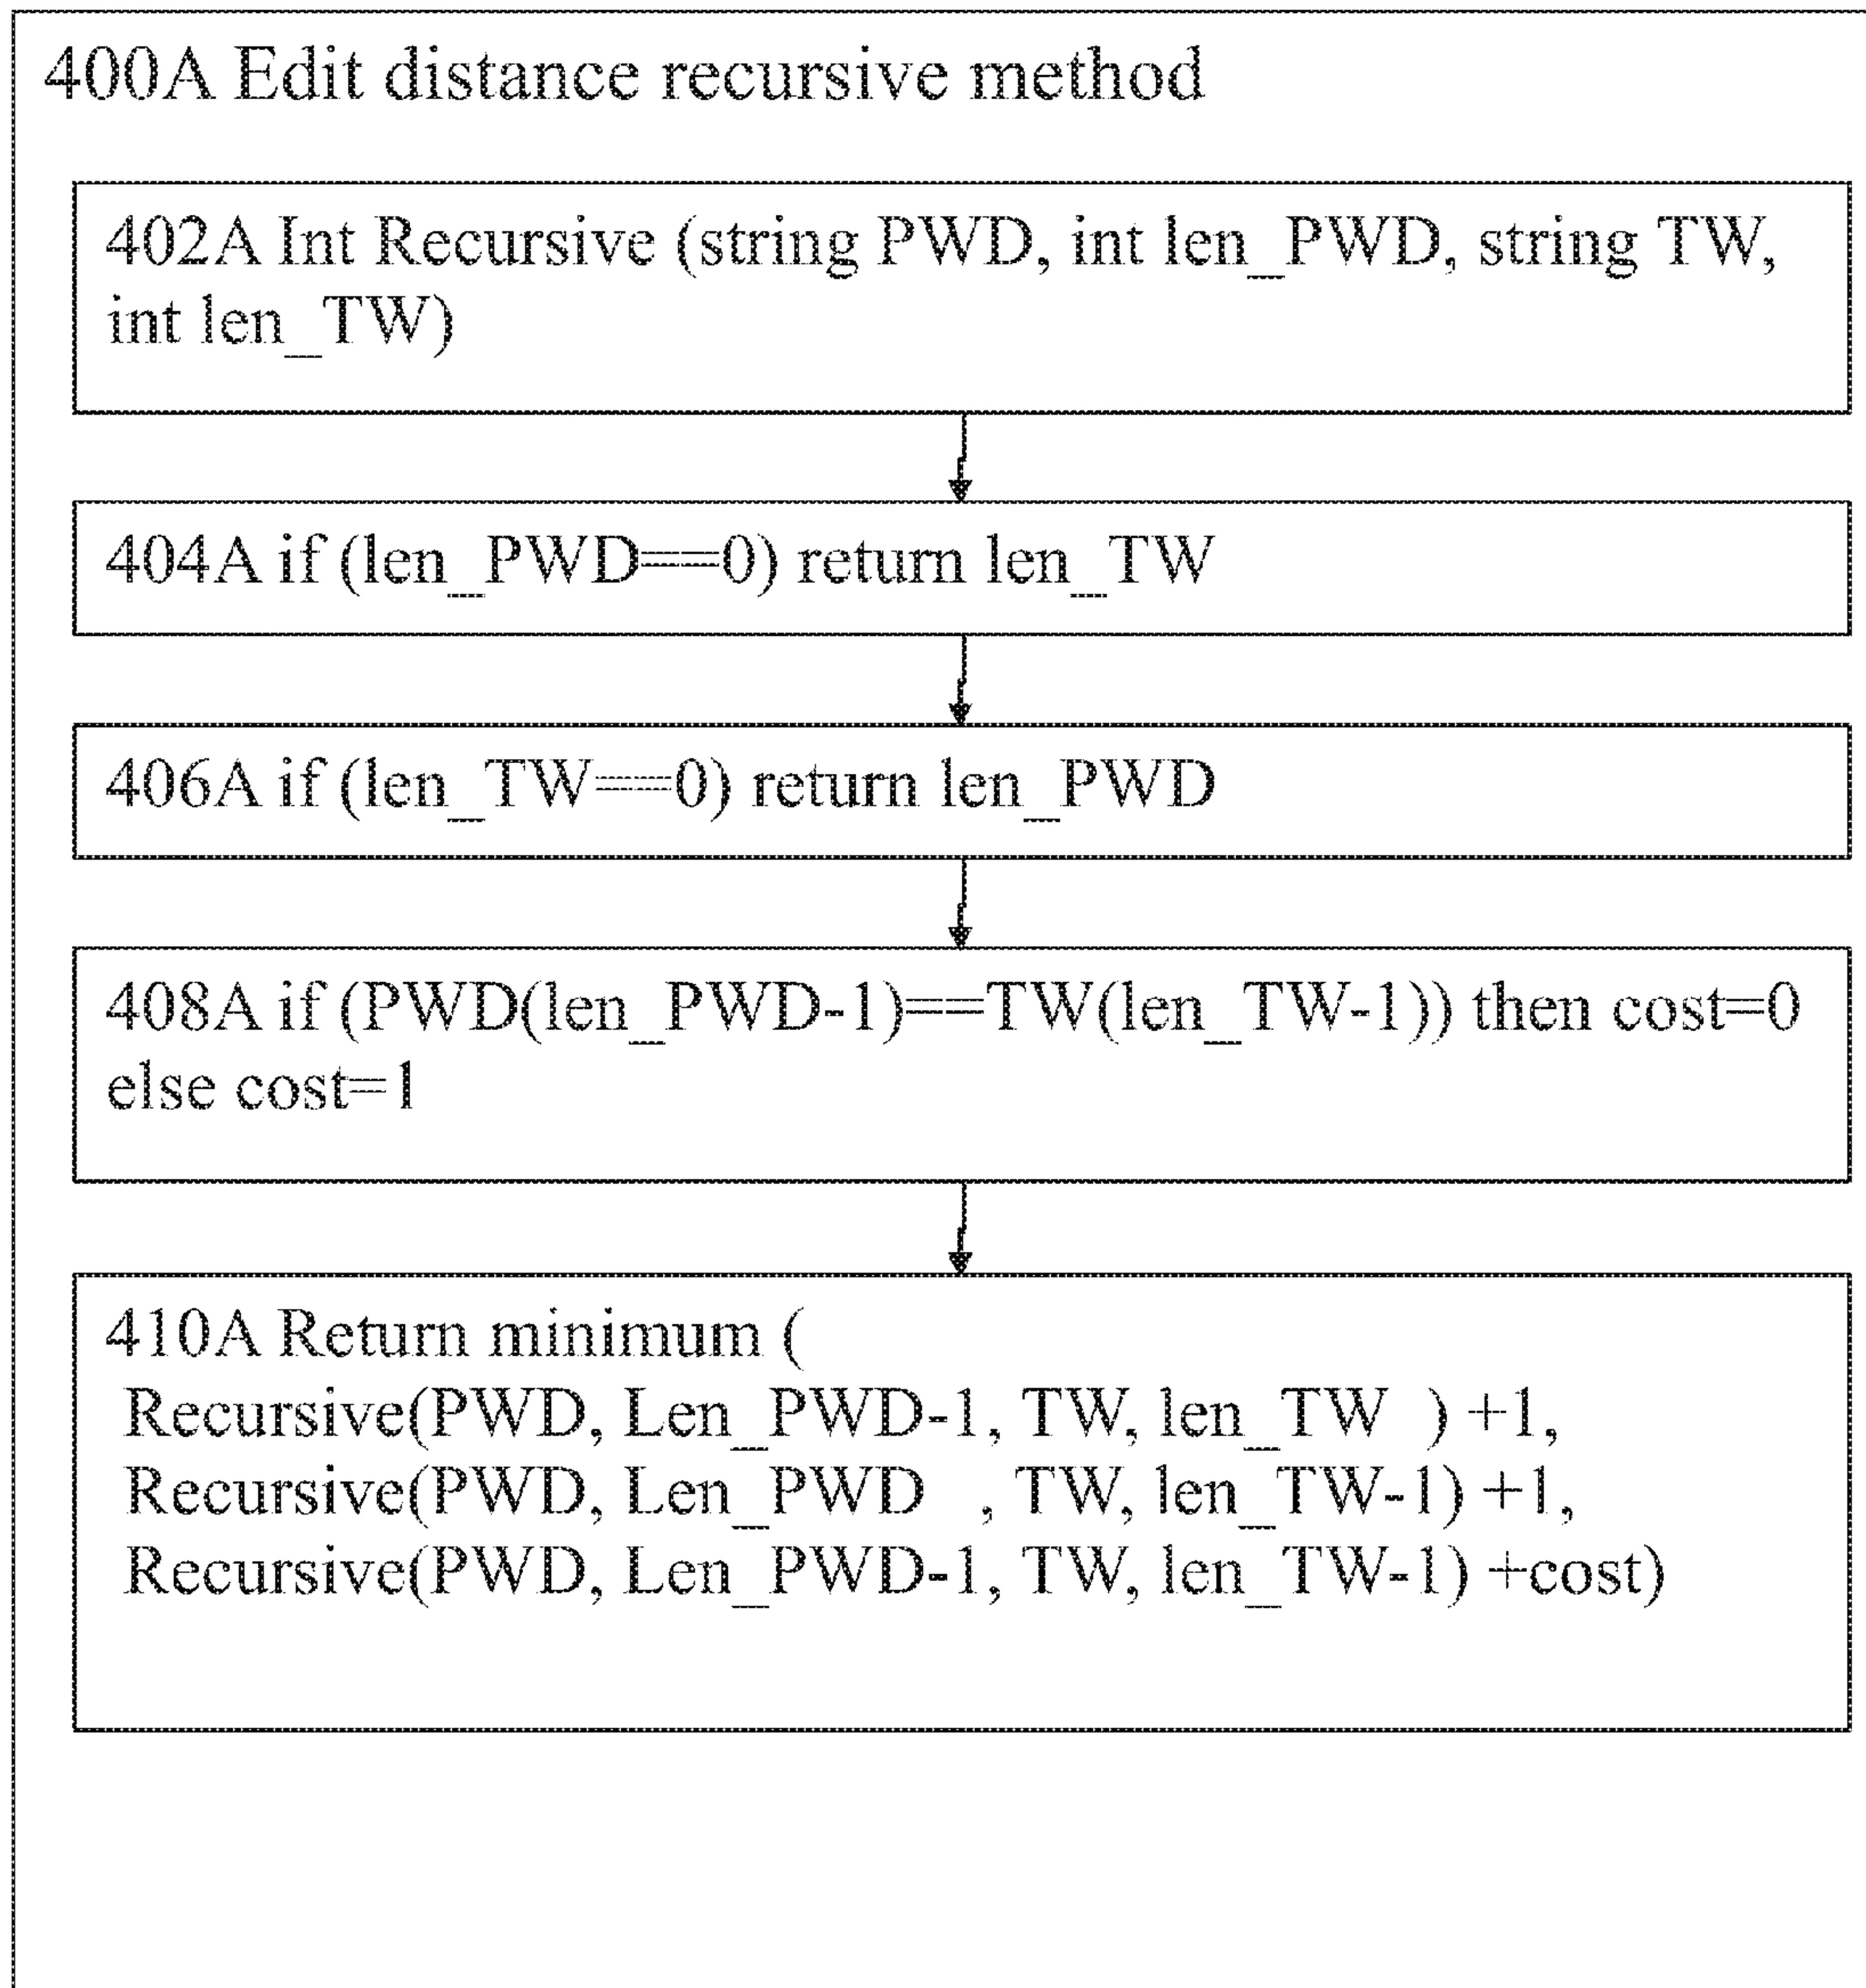 400A Edit distance recursive method
402A Int Recursive (string PWD, int len_PWD, string TW,
int len_TW)
404A if (len_PWD==0) return len_TW
406A if (len_TW==0) return len_PWD
408A if (PWD(len_PWD-1)==TW(len_TW-1)) then cost=0
else cost=1
410A Return minimum (
Recursive(PWD, Len_PWD-1, TW, len_TW  ) +1,
Recursive(PWD, Len_PWD  , TW, len_TW-1) +1,
Recursive(PWD, Len_PWD-1, TW, len_TW-1) +cost)